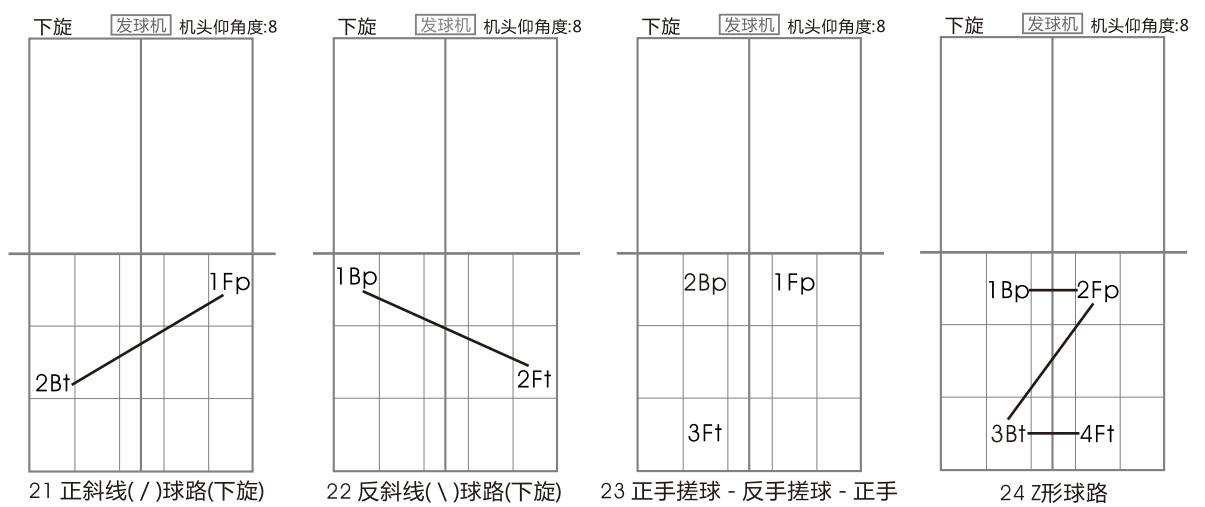 下旋 发球机 机头仰角度:8
1Fp
2Bt
21 正斜线( / )球路(下旋)
下旋 发球机 机头仰角度:8
1Bp
2Ft
22 反斜线( \ )球路(下旋)
下旋 发球机 机头仰角度:8
2Bp 1Fp
3Ft
23 正手搓球 - 反手搓球 - 正手
下旋 发球机 机头仰角度:8
1Bp 2Fp
3Bt 4Ft
24 Z形球路